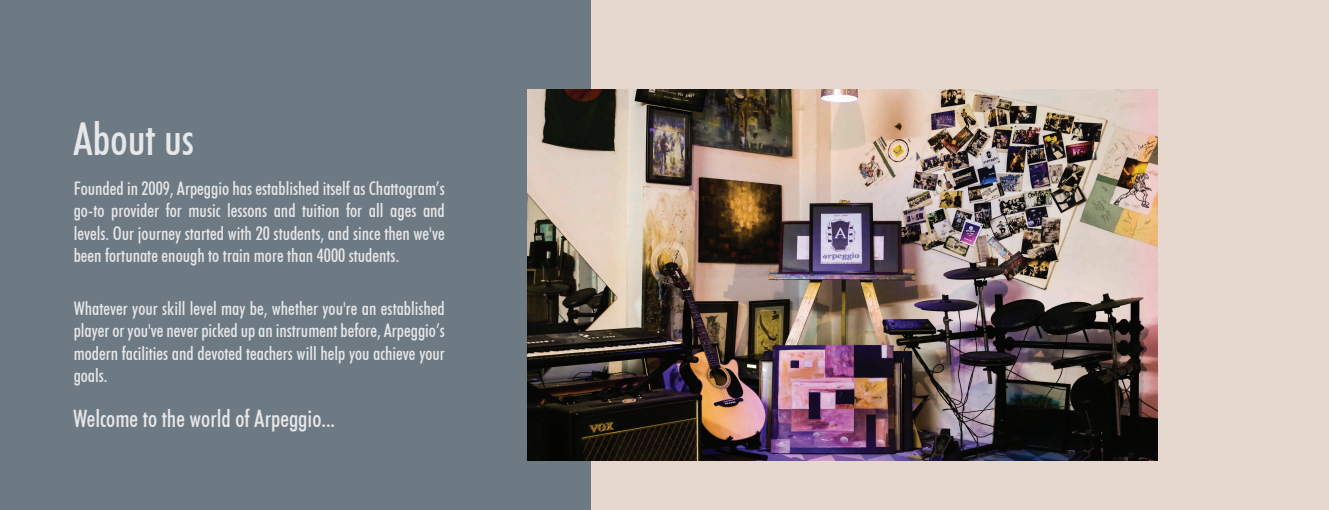 About us
Founded in 2009, Arpeggio has established itself as Chattogram's
go-to provider for music lessons and tuition for all ages and
levels. Our journey started with 20 students, and since then we've
been fortunate enough to train more than 4000 students.
Whatever your skill level may be, whether you're an established
player or you've never picked up an instrument before, Arpeggio's
modern facilities and devoted teachers will help you achieve your
goals.
Welcome to the world of Arpeggio...
A
arpeggio
VOX